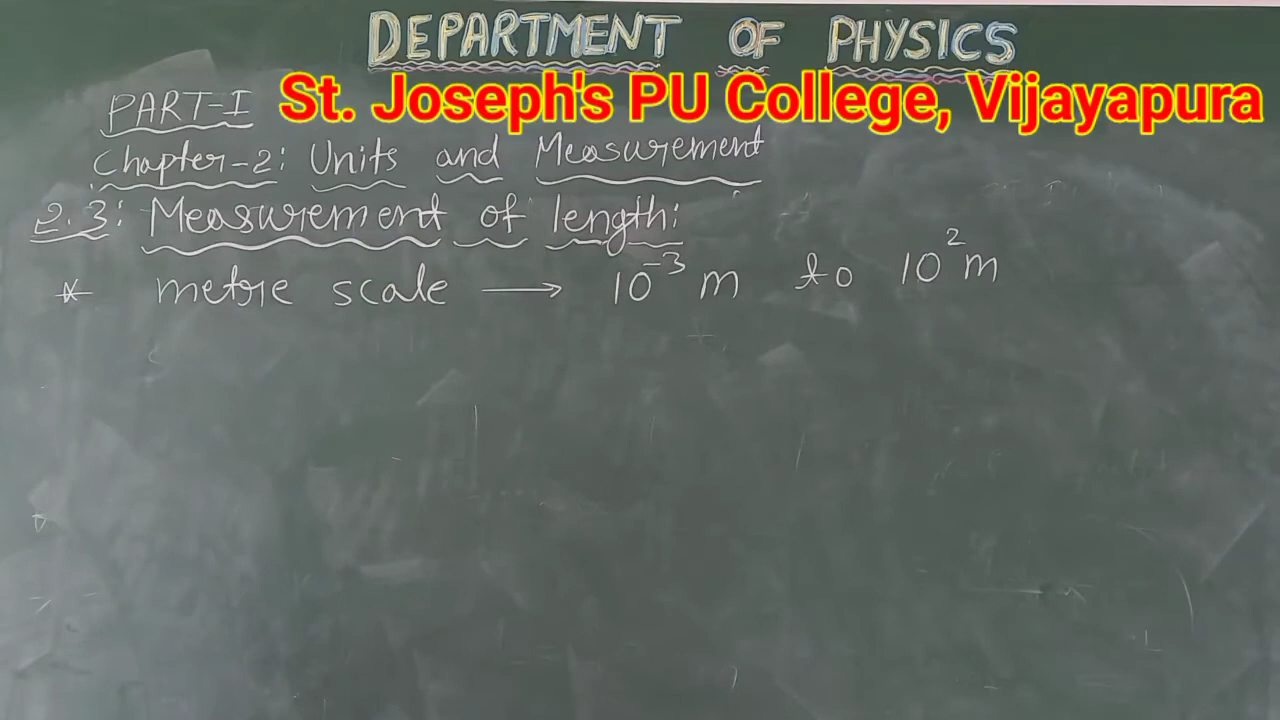 DEPARTMENT OF PHYSICS
St. Joseph's PU College, Vijayapura
PART-I
Chapter-2: Units and Measurement
2.3: Measurement of length:
* metre scale → 10⁻³ m to 10² m